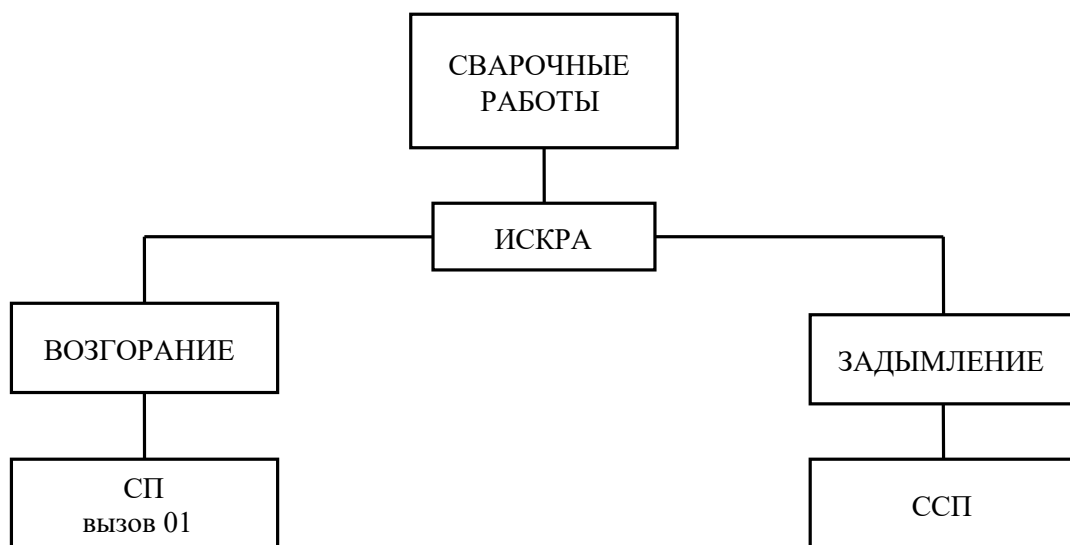 СВАРОЧНЫЕ
РАБОТЫ
ИСКРА
ВОЗГОРАНИЕ
ЗАДЫМЛЕНИЕ
СП
вызов 01
ССП